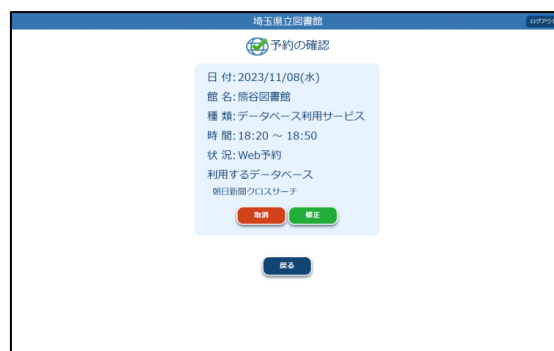 埼玉県立図書館
ログアウト
予約の確認
日 付: 2023/11/08(水)
館 名: 熊谷図書館
種 類: データベース利用サービス
時 間: 18:20 ～ 18:50
状 況: Web予約
利用するデータベース
朝日新聞クロスサーチ
取消
修正
戻る